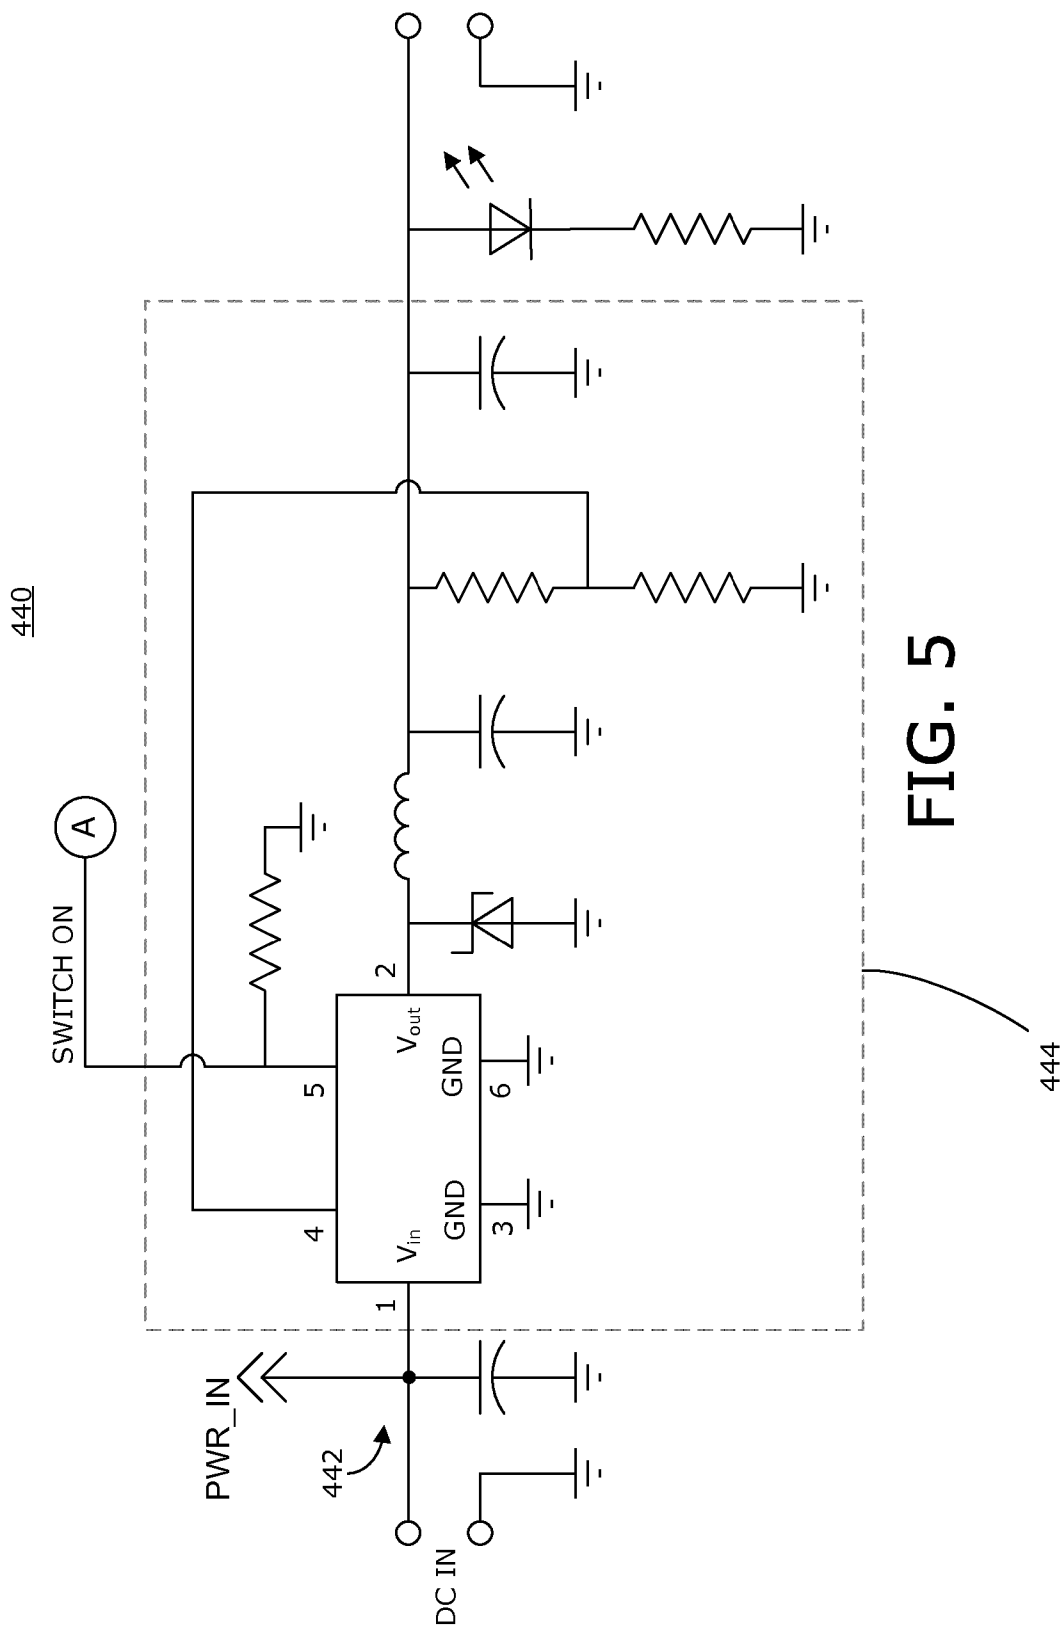 440
SWITCH ON
A
PWR_IN
442
DC IN
1
4
5
2
Vin
Vout
GND
GND
3
6
444
FIG. 5